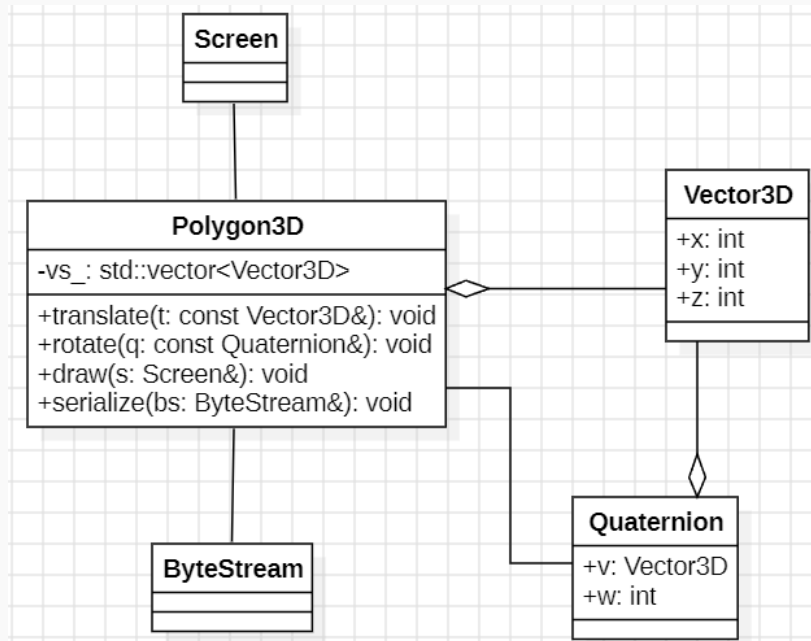 Screen
Polygon3D
-vs_: std::vector<Vector3D>
+translate(t: const Vector3D&): void
+rotate(q: const Quaternion&): void
+draw(s: Screen&): void
+serialize(bs: ByteStream&): void
Vector3D
+x: int
+y: int
+z: int
ByteStream
Quaternion
+v: Vector3D
+w: int